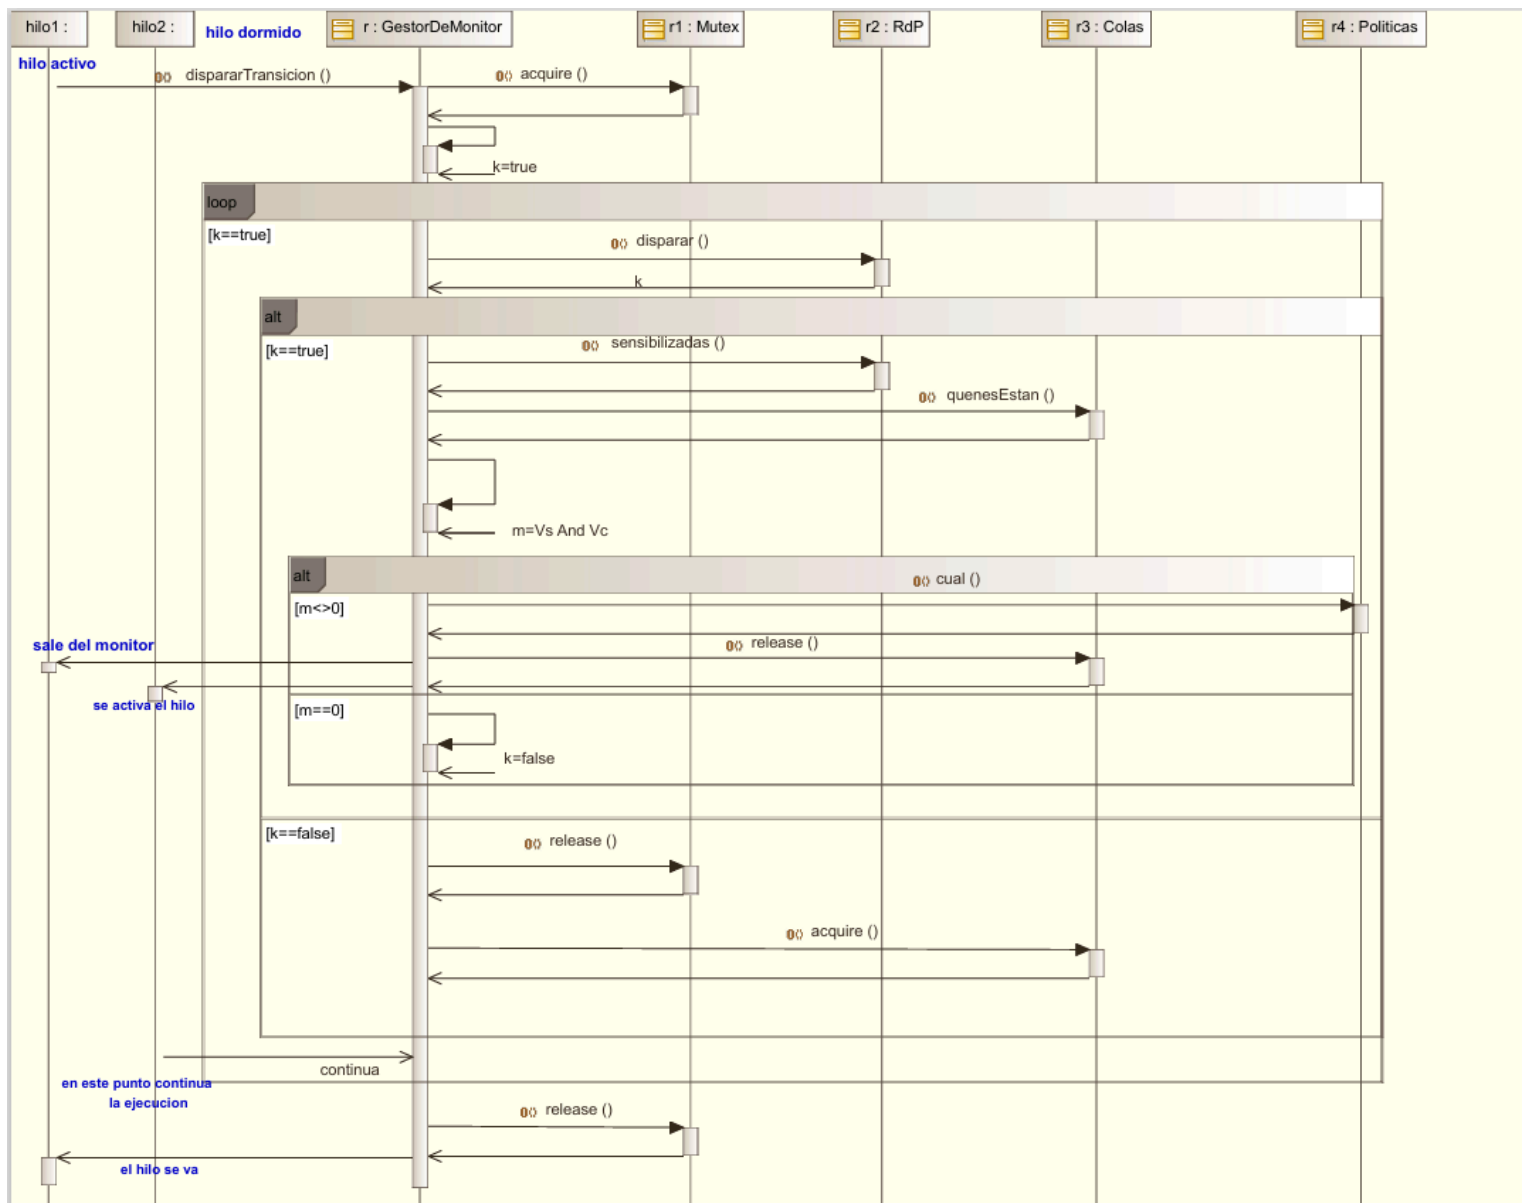 hilo1 :
hilo2 :
hilo dormido
r : GestorDeMonitor
r1 : Mutex
r2 : RdP
r3 : Colas
r4 : Politicas
hilo activo
dispararTransicion ()
acquire ()
k=true
loop
[k==true]
disparar ()
k
alt
[k==true]
sensibilizadas ()
quenesEstan ()
m=Vs And Vc
alt
cual ()
[m<>0]
sale del monitor
release ()
se activa el hilo
[m==0]
k=false
[k==false]
release ()
acquire ()
continua
en este punto continua
la ejecucion
release ()
el hilo se va